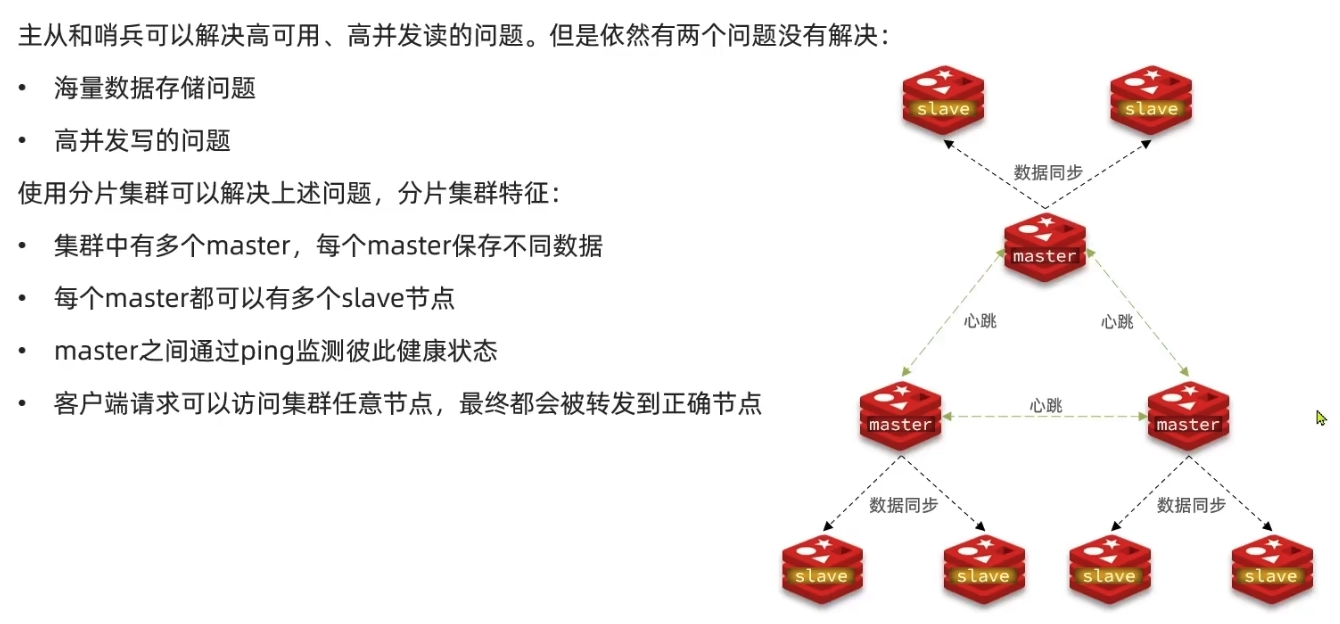 主从和哨兵可以解决高可用、高并发读的问题。但是依然有两个问题没有解决：
• 海量数据存储问题
• 高并发写的问题
使用分片集群可以解决上述问题，分片集群特征：
• 集群中有多个master，每个master保存不同数据
• 每个master都可以有多个slave节点
• master之间通过ping监测彼此健康状态
• 客户端请求可以访问集群任意节点，最终都会被转发到正确节点
slave
slave
数据同步
master
心跳
心跳
master
心跳
master
数据同步
数据同步
slave
slave
slave
slave